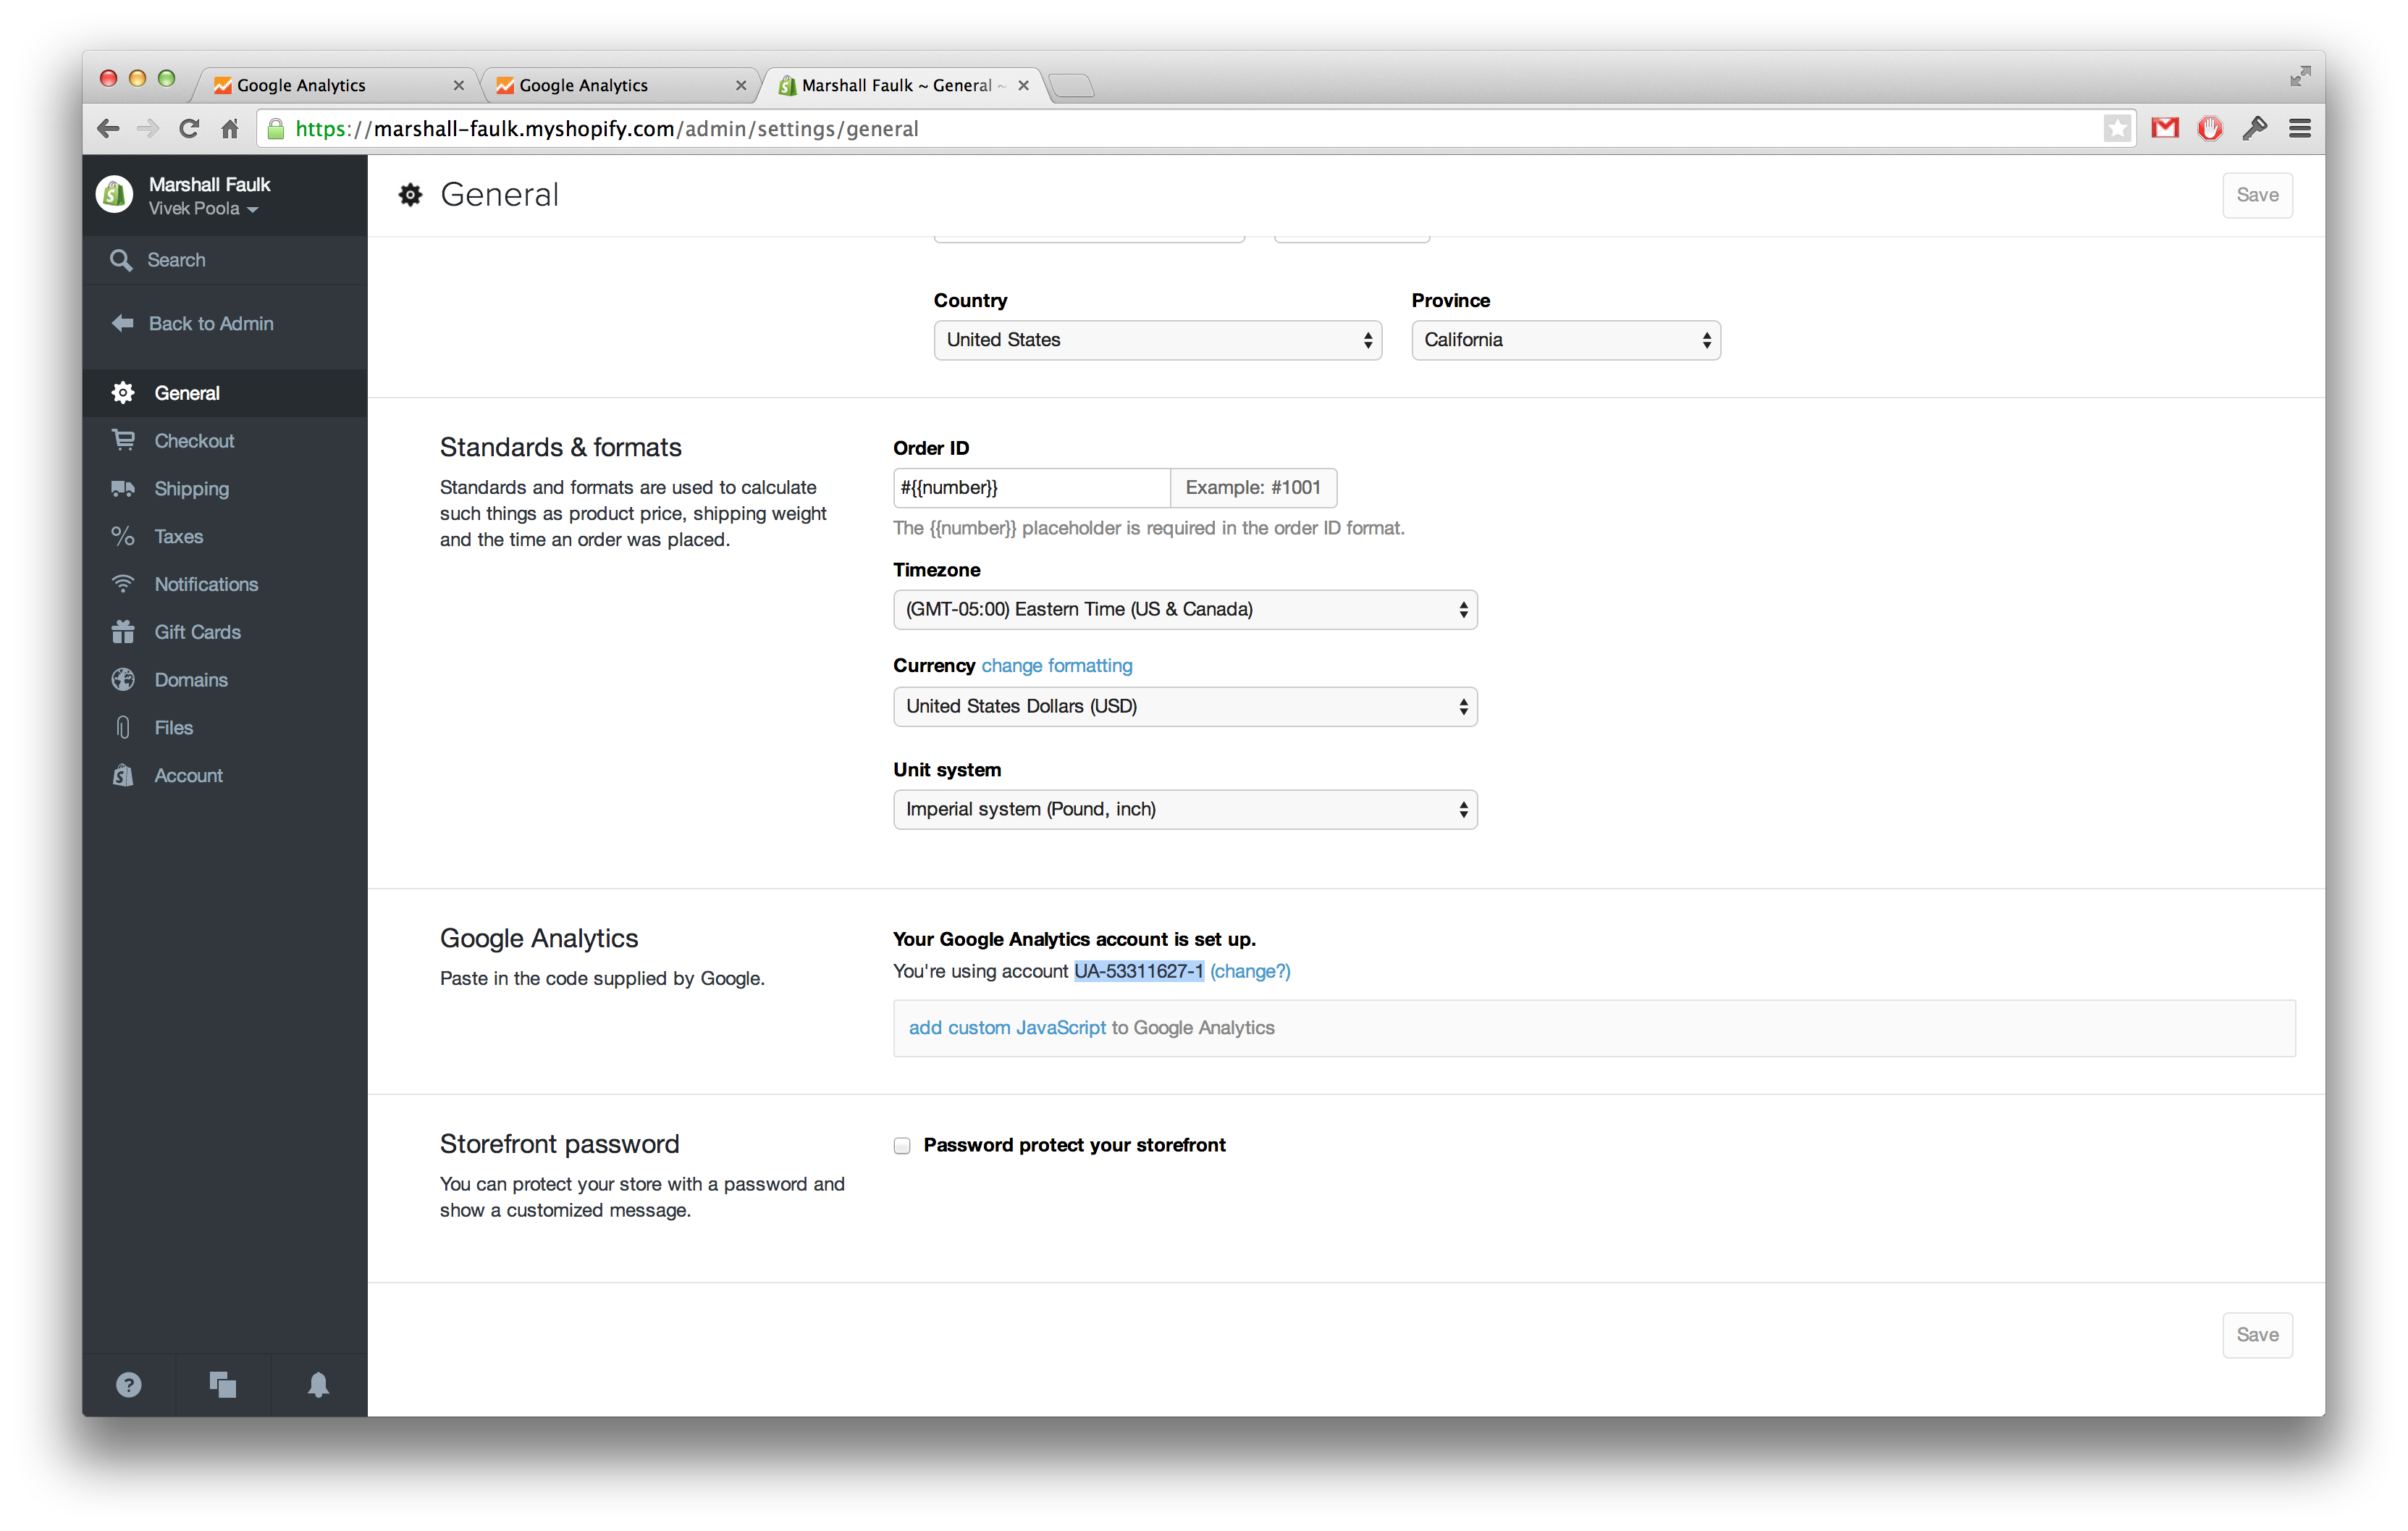 Google Analytics
Google Analytics
Marshall Faulk ~ General ~
https://marshall-faulk.myshopify.com/admin/settings/general
Marshall Faulk
Vivek Poola
Search
Back to Admin
General
Checkout
Shipping
Taxes
Notifications
Gift Cards
Domains
Files
Account
General
Save
Country
Province
United States
California
Standards & formats
Standards and formats are used to calculate
such things as product price, shipping weight
and the time an order was placed.
Order ID
#{{number}}
Example: #1001
The {{number}} placeholder is required in the order ID format.
Timezone
(GMT-05:00) Eastern Time (US & Canada)
Currency change formatting
United States Dollars (USD)
Unit system
Imperial system (Pound, inch)
Google Analytics
Paste in the code supplied by Google.
Your Google Analytics account is set up.
You're using account UA-53311627-1 (change?)
add custom JavaScript to Google Analytics
Storefront password
You can protect your store with a password and
show a customized message.
Password protect your storefront
Save